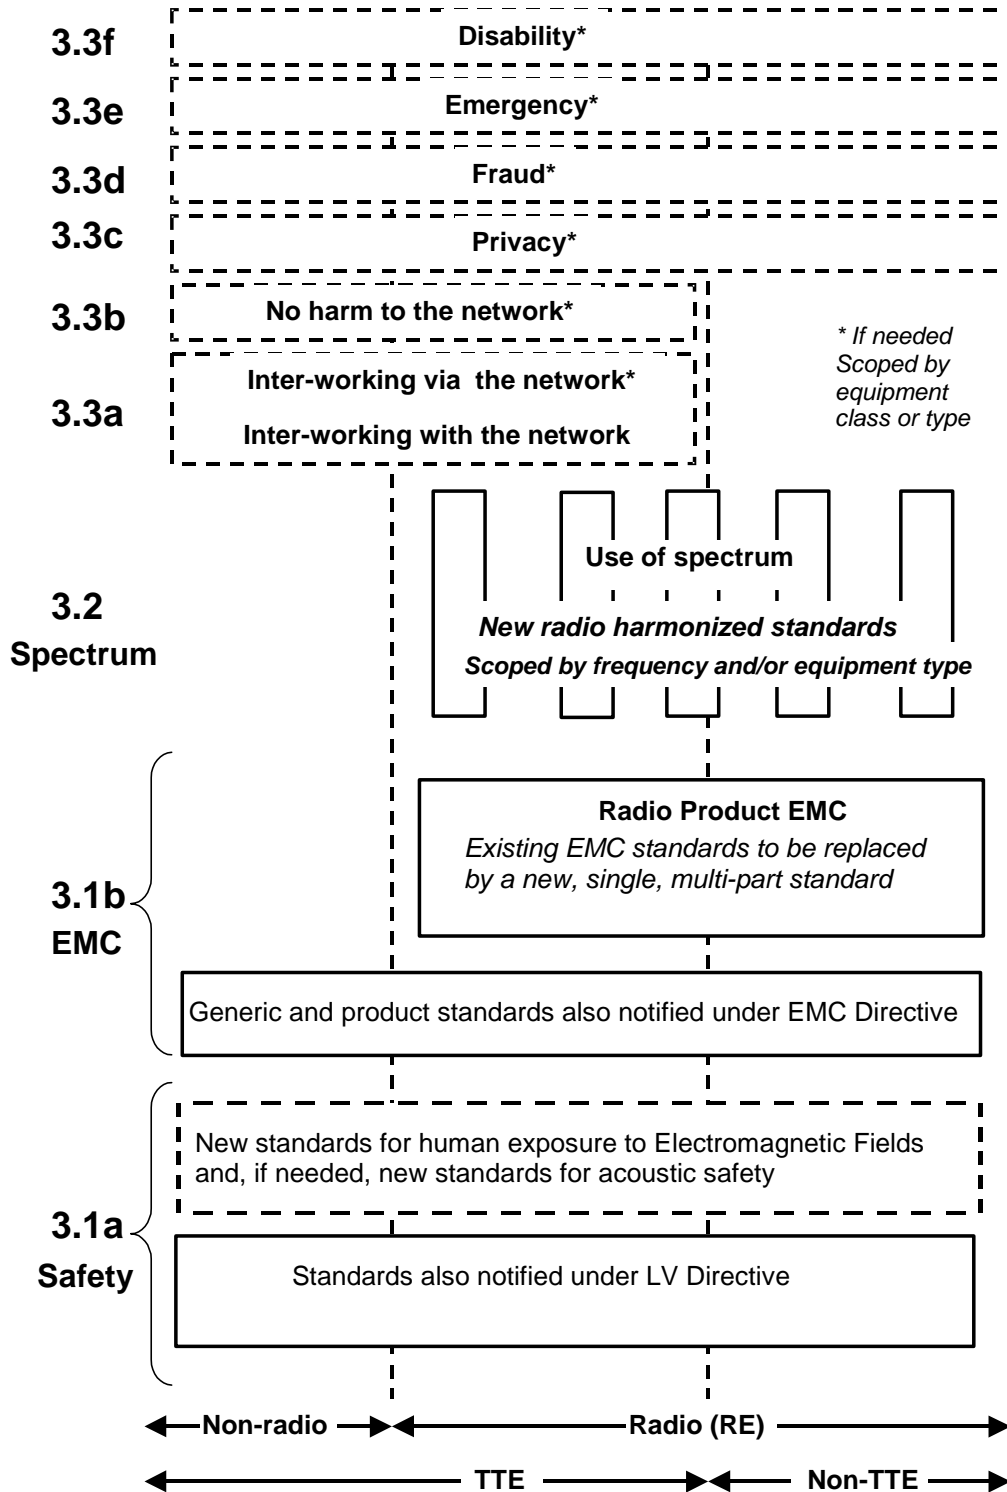 3.3f
Disability*
3.3e
Emergency*
3.3d
Fraud*
3.3c
Privacy*
3.3b
No harm to the network*
* If needed
Scoped by
equipment
class or type
3.3a
Inter-working via the network*
Inter-working with the network
3.2
Spectrum
Use of spectrum
New radio harmonized standards
Scoped by frequency and/or equipment type
3.1b
EMC
Radio Product EMC
Existing EMC standards to be replaced
by a new, single, multi-part standard
Generic and product standards also notified under EMC Directive
3.1a
Safety
New standards for human exposure to Electromagnetic Fields
and, if needed, new standards for acoustic safety
Standards also notified under LV Directive
Non-radio
Radio (RE)
TTE
Non-TTE